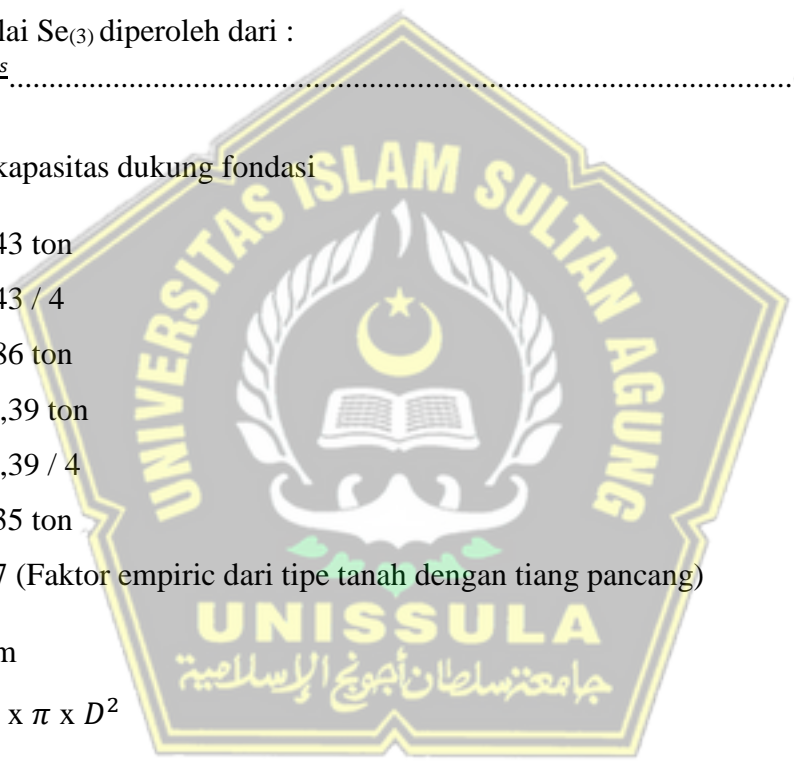 lai Se(3) diperoleh dari :
s........................................................................................
kapasitas dukung fondasi
43 ton
43 / 4
86 ton
,39 ton
,39 / 4
35 ton
7 (Faktor empiric dari tipe tanah dengan tiang pancang)
m
x π x D²
UNIVERSITAS ISLAM SULTAN AGUNG
UNISSULA
جامعة سلطان أجونج الإسلامية